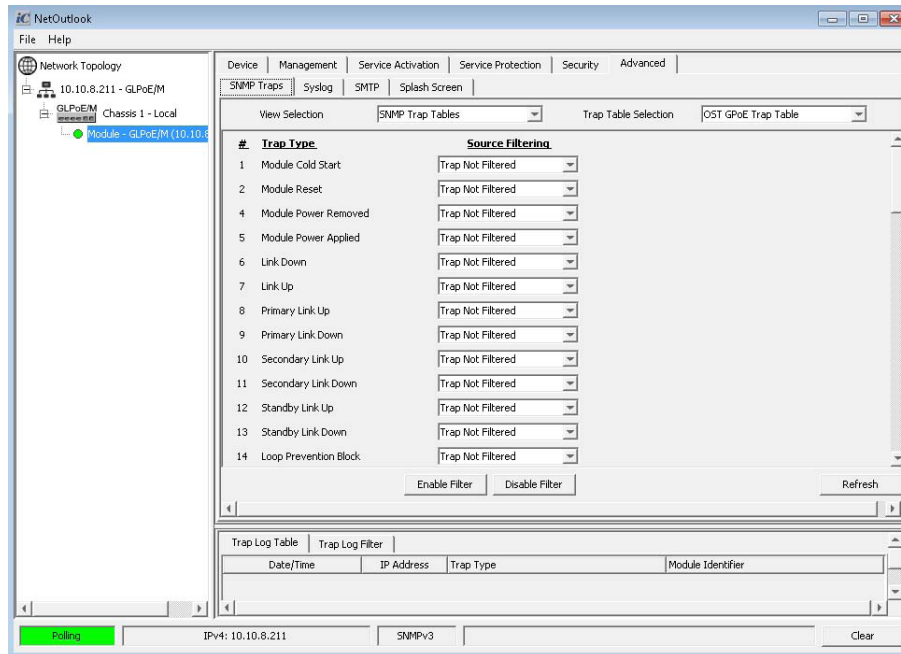 iC NetOutlook
File Help
Network Topology
10.10.8.211 - GLPoE/M
GLPoE/M Chassis 1 - Local
Module - GLPoE/M (10.10.8
Device Management Service Activation Service Protection Security Advanced
SNMP Traps Syslog SMTP Splash Screen
View Selection SNMP Trap Tables Trap Table Selection OST GPoE Trap Table
# Trap Type Source Filtering
1 Module Cold Start Trap Not Filtered
2 Module Reset Trap Not Filtered
4 Module Power Removed Trap Not Filtered
5 Module Power Applied Trap Not Filtered
6 Link Down Trap Not Filtered
7 Link Up Trap Not Filtered
8 Primary Link Up Trap Not Filtered
9 Primary Link Down Trap Not Filtered
10 Secondary Link Up Trap Not Filtered
11 Secondary Link Down Trap Not Filtered
12 Standby Link Up Trap Not Filtered
13 Standby Link Down Trap Not Filtered
14 Loop Prevention Block Trap Not Filtered
Enable Filter Disable Filter Refresh
Trap Log Table Trap Log Filter
Date/Time IP Address Trap Type Module Identifier
Polling IPv4: 10.10.8.211 SNMPv3 Clear